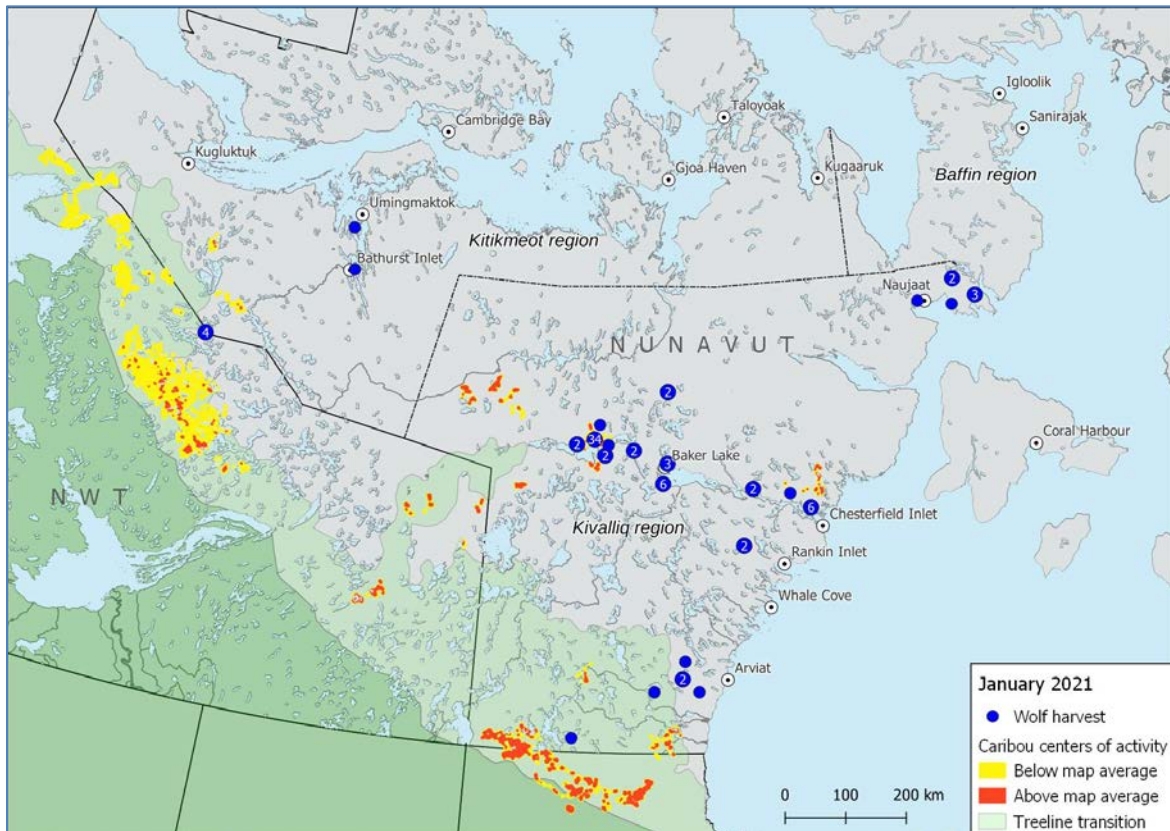 Igloolik
Taloyoak
Sanirajak
Cambridge Bay
Kugluktuk
Gjoa Haven
Kugaaruk
Baffin region
Umingmaktok
Kitikmeot region
Bathurst Inlet
2
Naujaat
3
4
NUNAVUT
2
34
2
2
2
Coral Harbour
Baker Lake
3
6
2
NWT
6
Chesterfield Inlet
Kivalliq region
2
Rankin Inlet
Whale Cove
Arviat
2
January 2021
Wolf harvest
Caribou centers of activity
Below map average
Above map average
Treeline transition
0 100 200 km